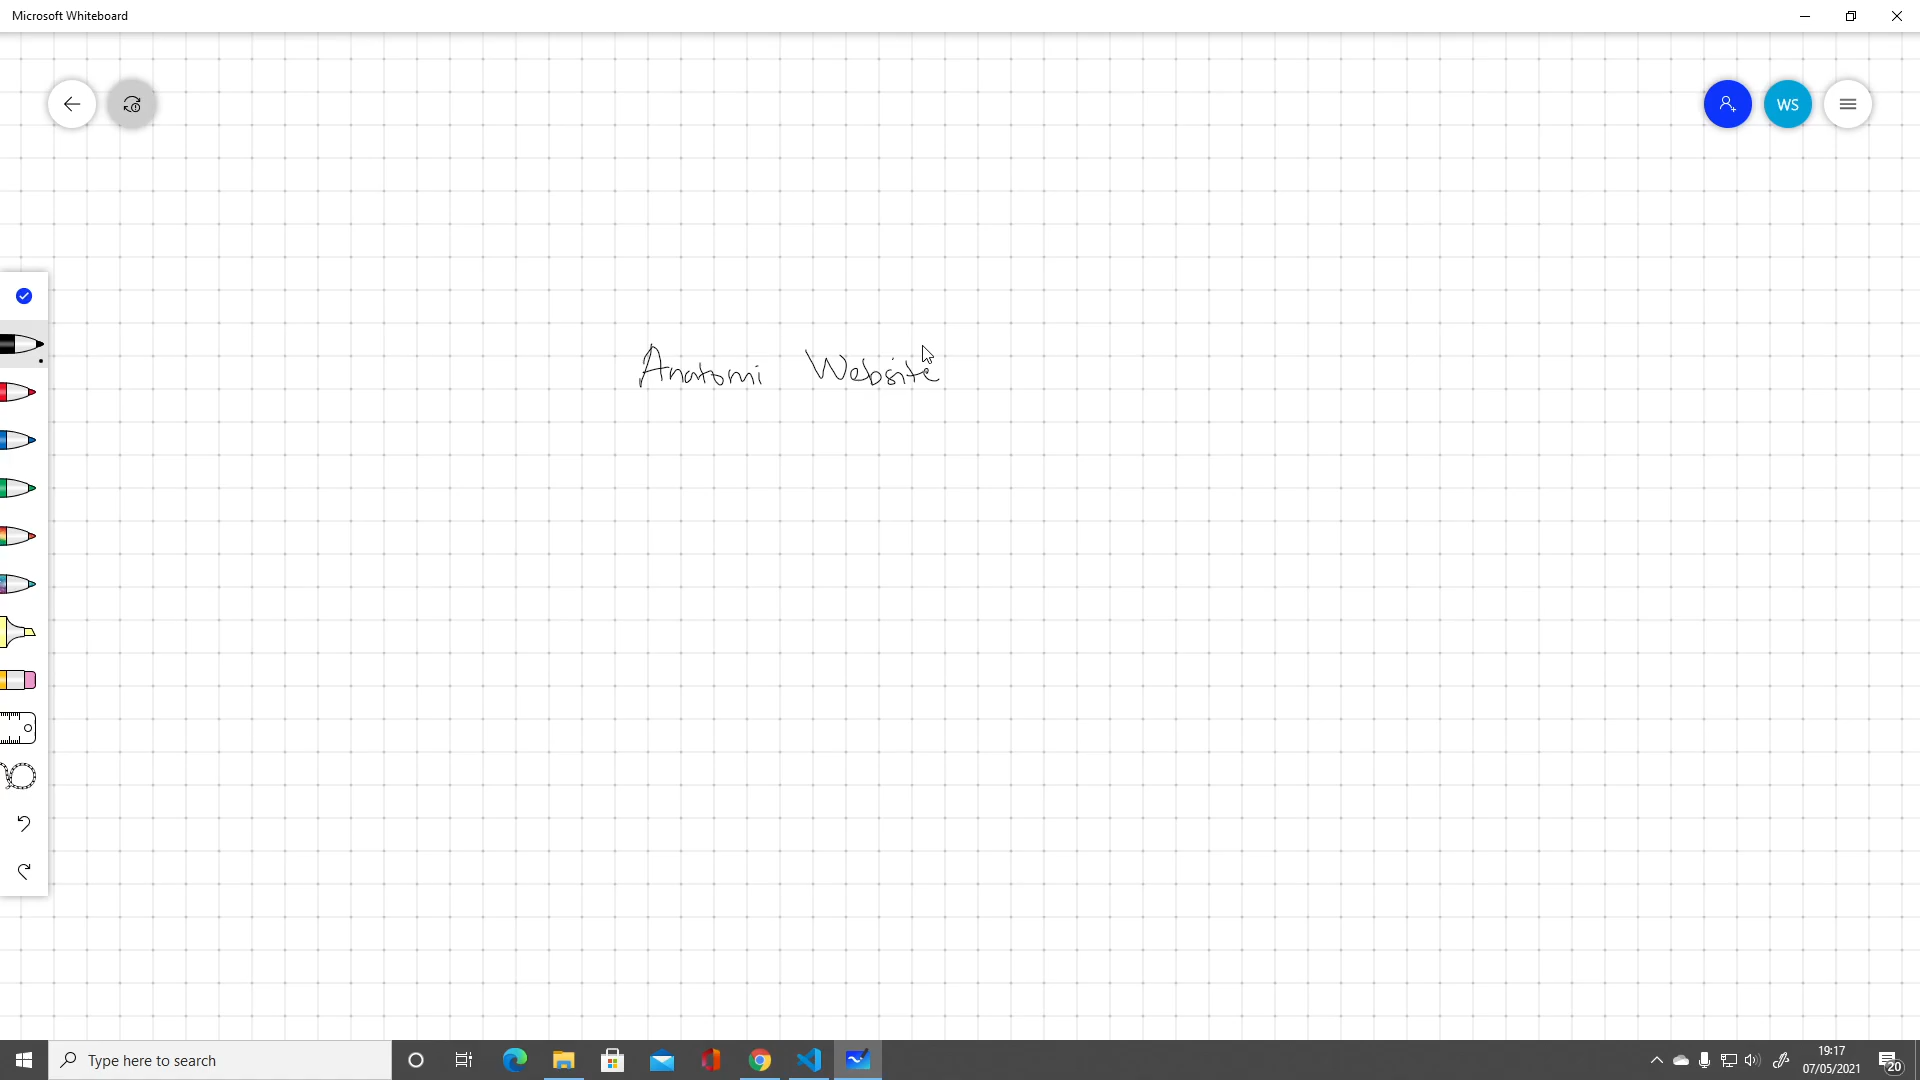 Microsoft Whiteboard
WS
Anatomi Website
Type here to search
19:17
07/05/2021
20